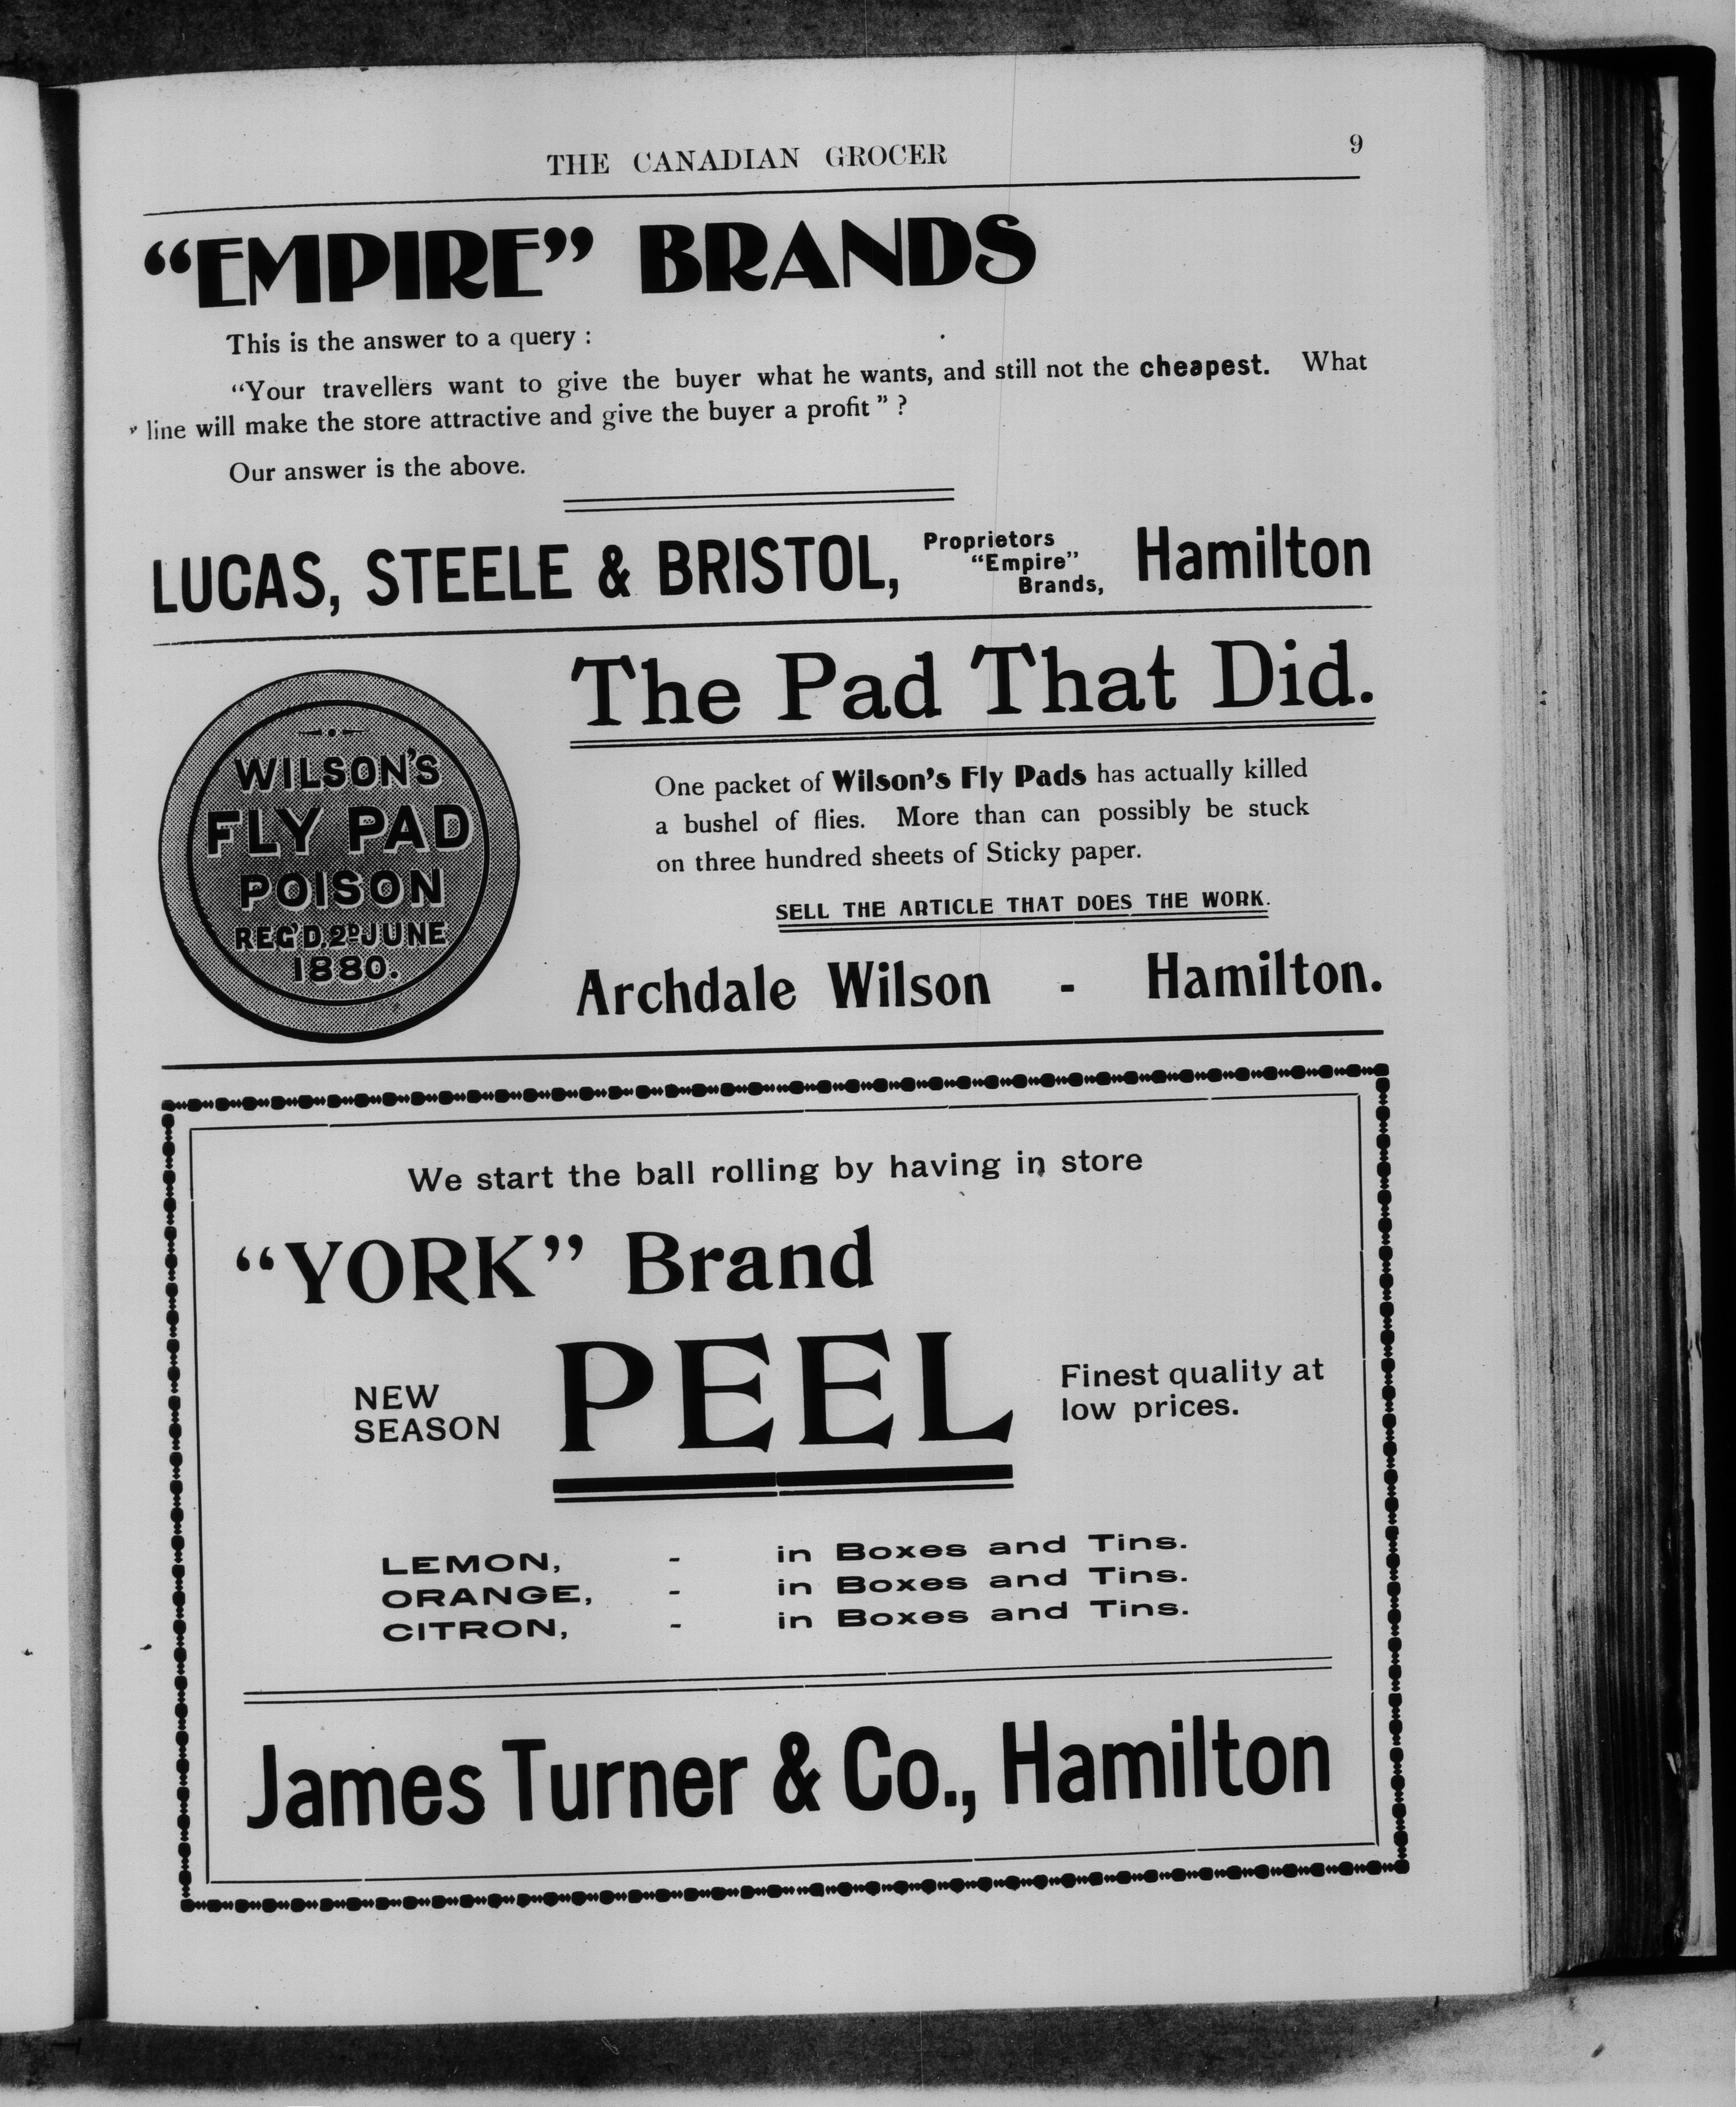 THE CANADIAN GROCER 9
“EMPIRE” BRANDS
This is the answer to a query :
“Your travellers want to give the buyer what he wants, and still not the cheapest. What
line will make the store attractive and give the buyer a profit” ?
Our answer is the above.
LUCAS, STEELE & BRISTOL, Proprietors “Empire” Brands, Hamilton
The Pad That Did.
WILSON'S
FLY PAD
POISON
REG'D. 2D JUNE
1880.
One packet of Wilson's Fly Pads has actually killed
a bushel of flies. More than can possibly be stuck
on three hundred sheets of Sticky paper.
SELL THE ARTICLE THAT DOES THE WORK.
Archdale Wilson - Hamilton.
We start the ball rolling by having in store
“YORK” Brand
NEW
SEASON
PEEL
Finest quality at
low prices.
LEMON, - in Boxes and Tins.
ORANGE, - in Boxes and Tins.
CITRON, - in Boxes and Tins.
James Turner & Co., Hamilton